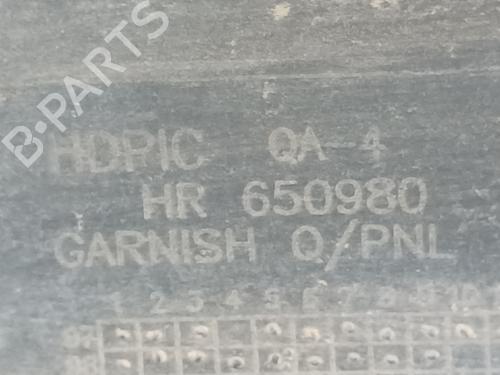 B-PARTS
HDPIC QA-4
HR 650980
GARNISH Q/PNL
1 2 3 4 5 6 7 8 9 10